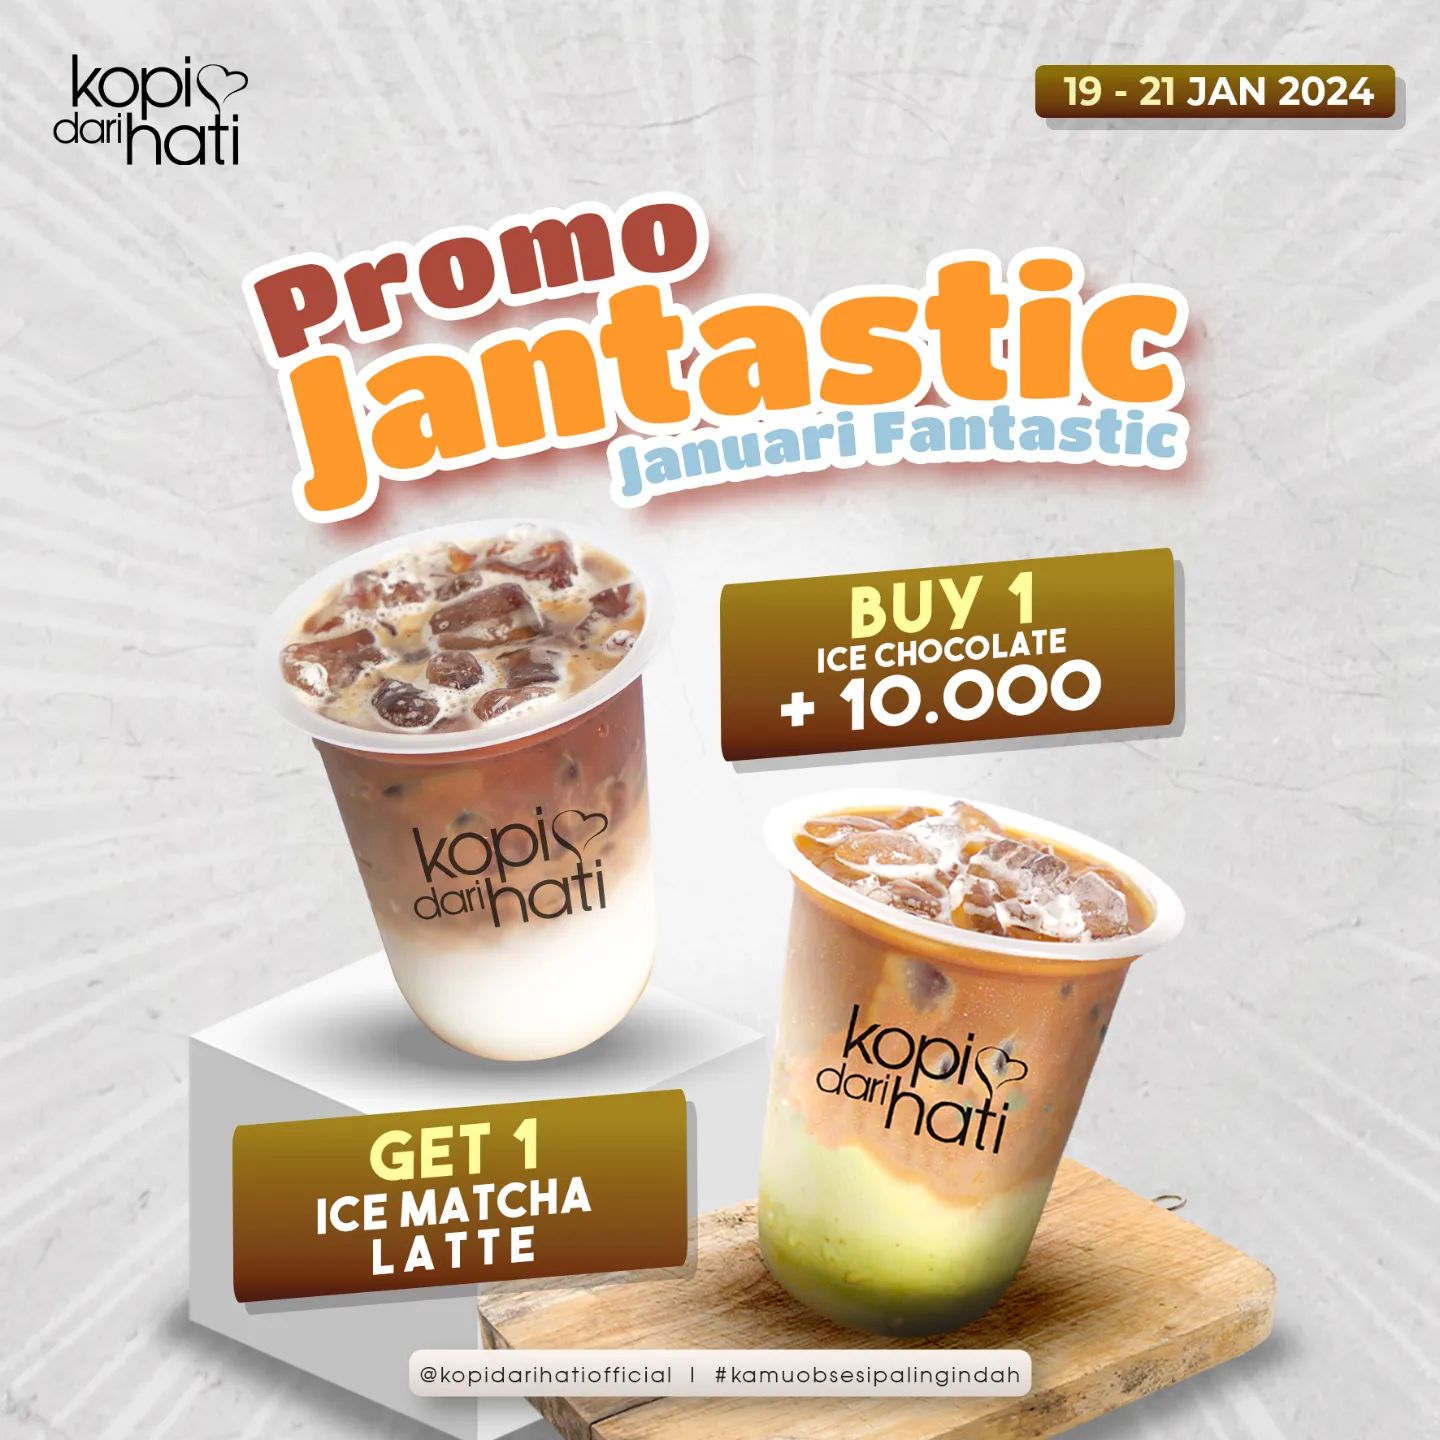 kopi
dari hati
19 - 21 JAN 2024
Promo
Jantastic
Januari Fantastic
BUY 1
ICE CHOCOLATE
+ 10.000
kopi
dari hati
kopi
dari hati
GET 1
ICE MATCHA
LATTE
@kopidarihatiofficial | #kamuobsesipalingindah